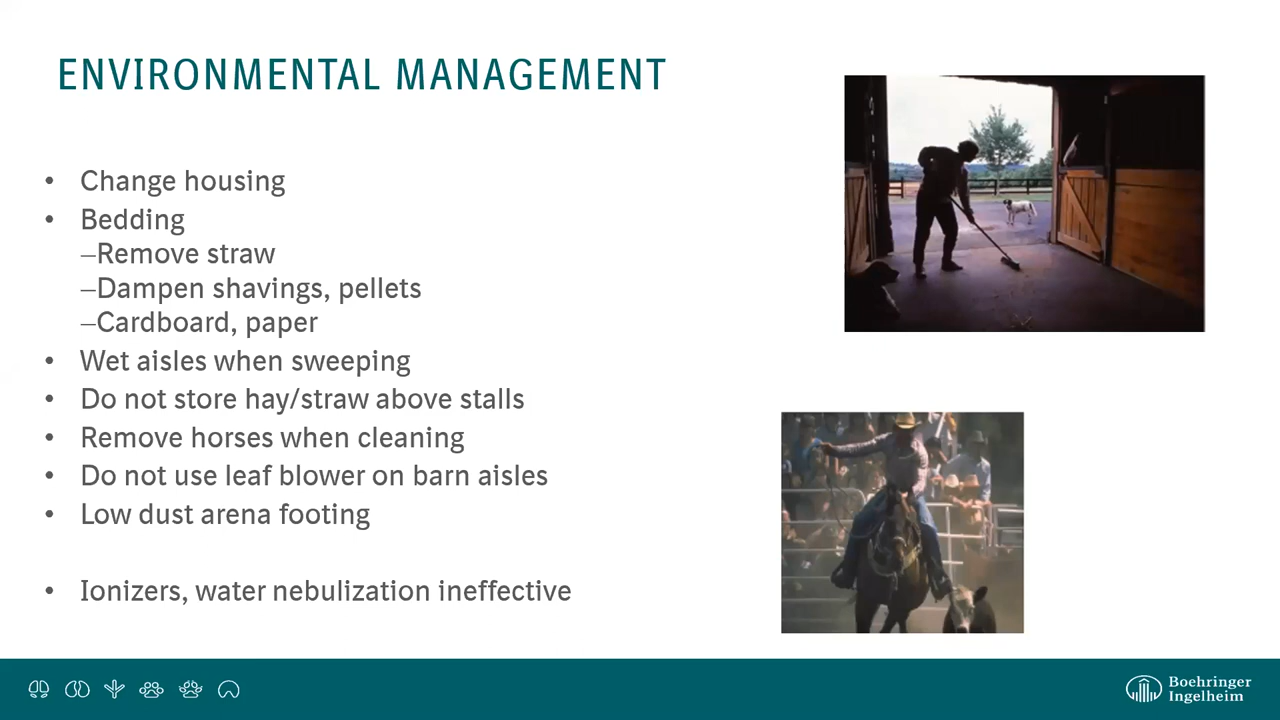 ENVIRONMENTAL MANAGEMENT
• Change housing
• Bedding
–Remove straw
–Dampen shavings, pellets
–Cardboard, paper
• Wet aisles when sweeping
• Do not store hay/straw above stalls
• Remove horses when cleaning
• Do not use leaf blower on barn aisles
• Low dust arena footing
• Ionizers, water nebulization ineffective
Boehringer
Ingelheim